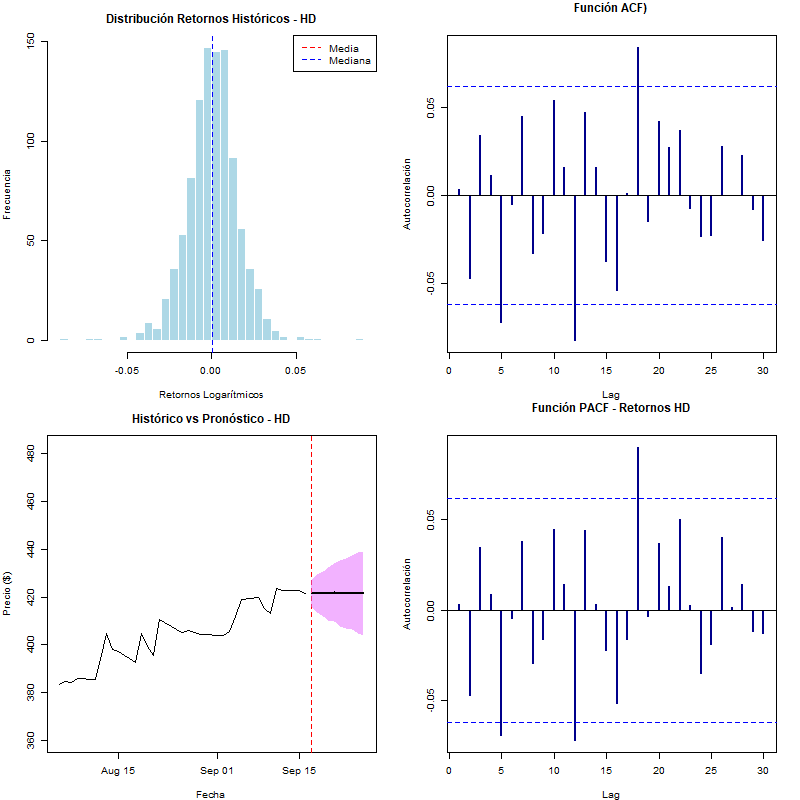 Distribución Retornos Históricos - HD
150
100
50
0
Frecuencia
-0.05
0.00
0.05
Retornos Logarítmicos
Media
Mediana
Función ACF)
0.05
0.00
-0.05
Autocorrelación
0
5
10
15
20
25
30
Lag
Histórico vs Pronóstico - HD
480
460
440
420
400
380
360
Precio ($)
Aug 15
Sep 01
Sep 15
Fecha
Función PACF - Retornos HD
0.05
0.00
-0.05
Autocorrelación
0
5
10
15
20
25
30
Lag